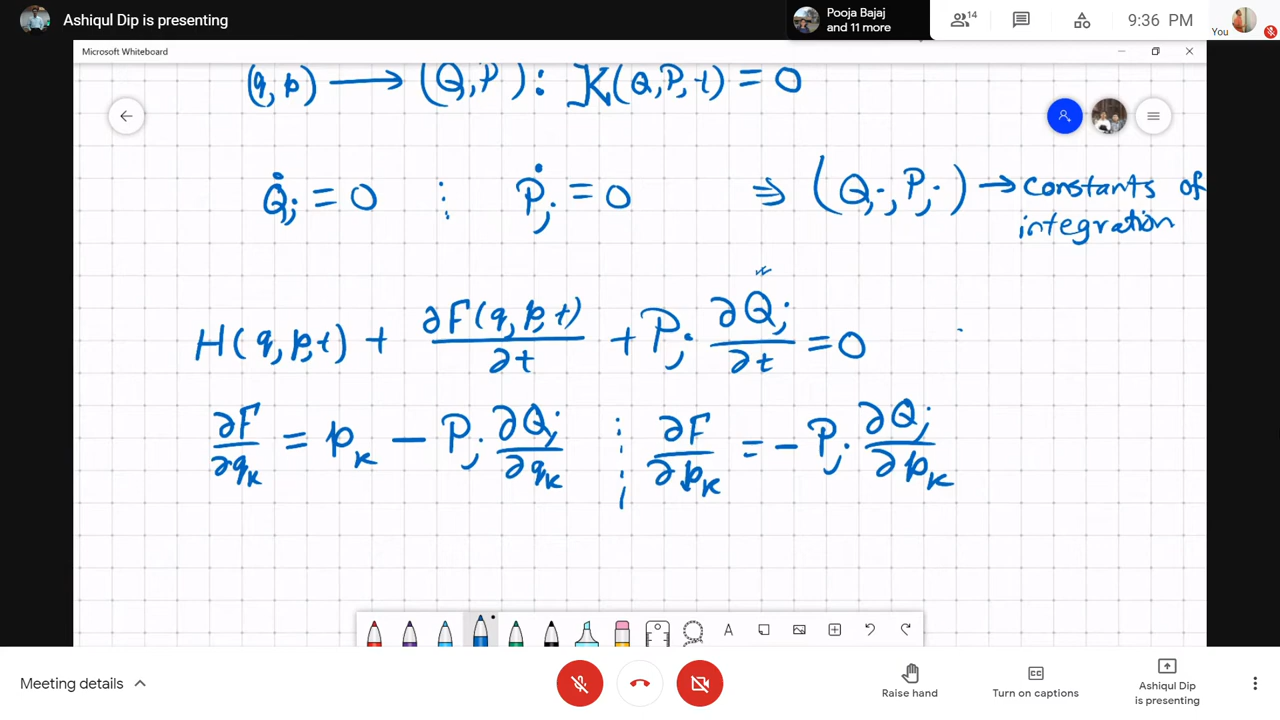 Ashiqul Dip is presenting
Pooja Bajaj
and 11 more
14
9:36 PM
You
Microsoft Whiteboard
(q, p) ⟶ (Q, P) : K(Q, P, t) = 0
Q̇ⱼ = 0 ⋮ Ṗⱼ = 0 ⇒ (Qⱼ, Pⱼ) → constants of
integration
H(q, p, t) + ∂F(q, p, t)/∂t + Pⱼ ∂Qⱼ/∂t = 0
∂F/∂qₖ = pₖ − Pⱼ ∂Qⱼ/∂qₖ ⋮ ∂F/∂pₖ = − Pⱼ ∂Qⱼ/∂pₖ
A
Meeting details
Raise hand
Turn on captions
Ashiqul Dip
is presenting